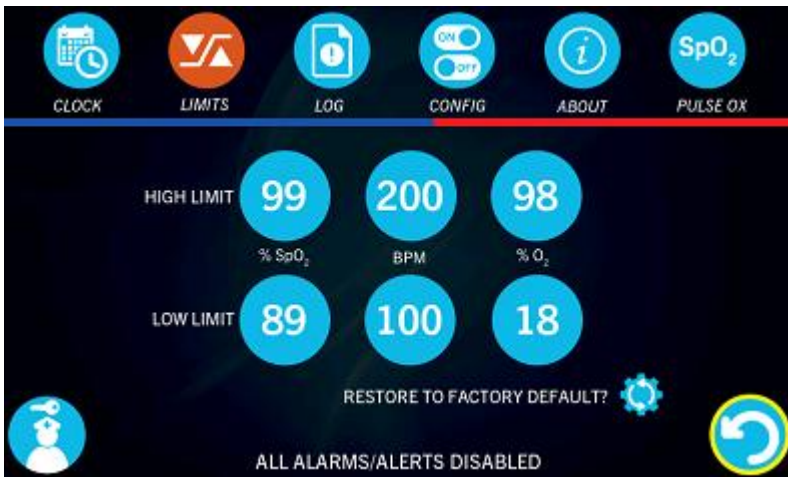 ON
OFF
i
SpO₂
CLOCK LIMITS LOG CONFIG ABOUT PULSE OX
HIGH LIMIT 99 200 98
% SpO₂ BPM % O₂
LOW LIMIT 89 100 18
RESTORE TO FACTORY DEFAULT?
ALL ALARMS/ALERTS DISABLED